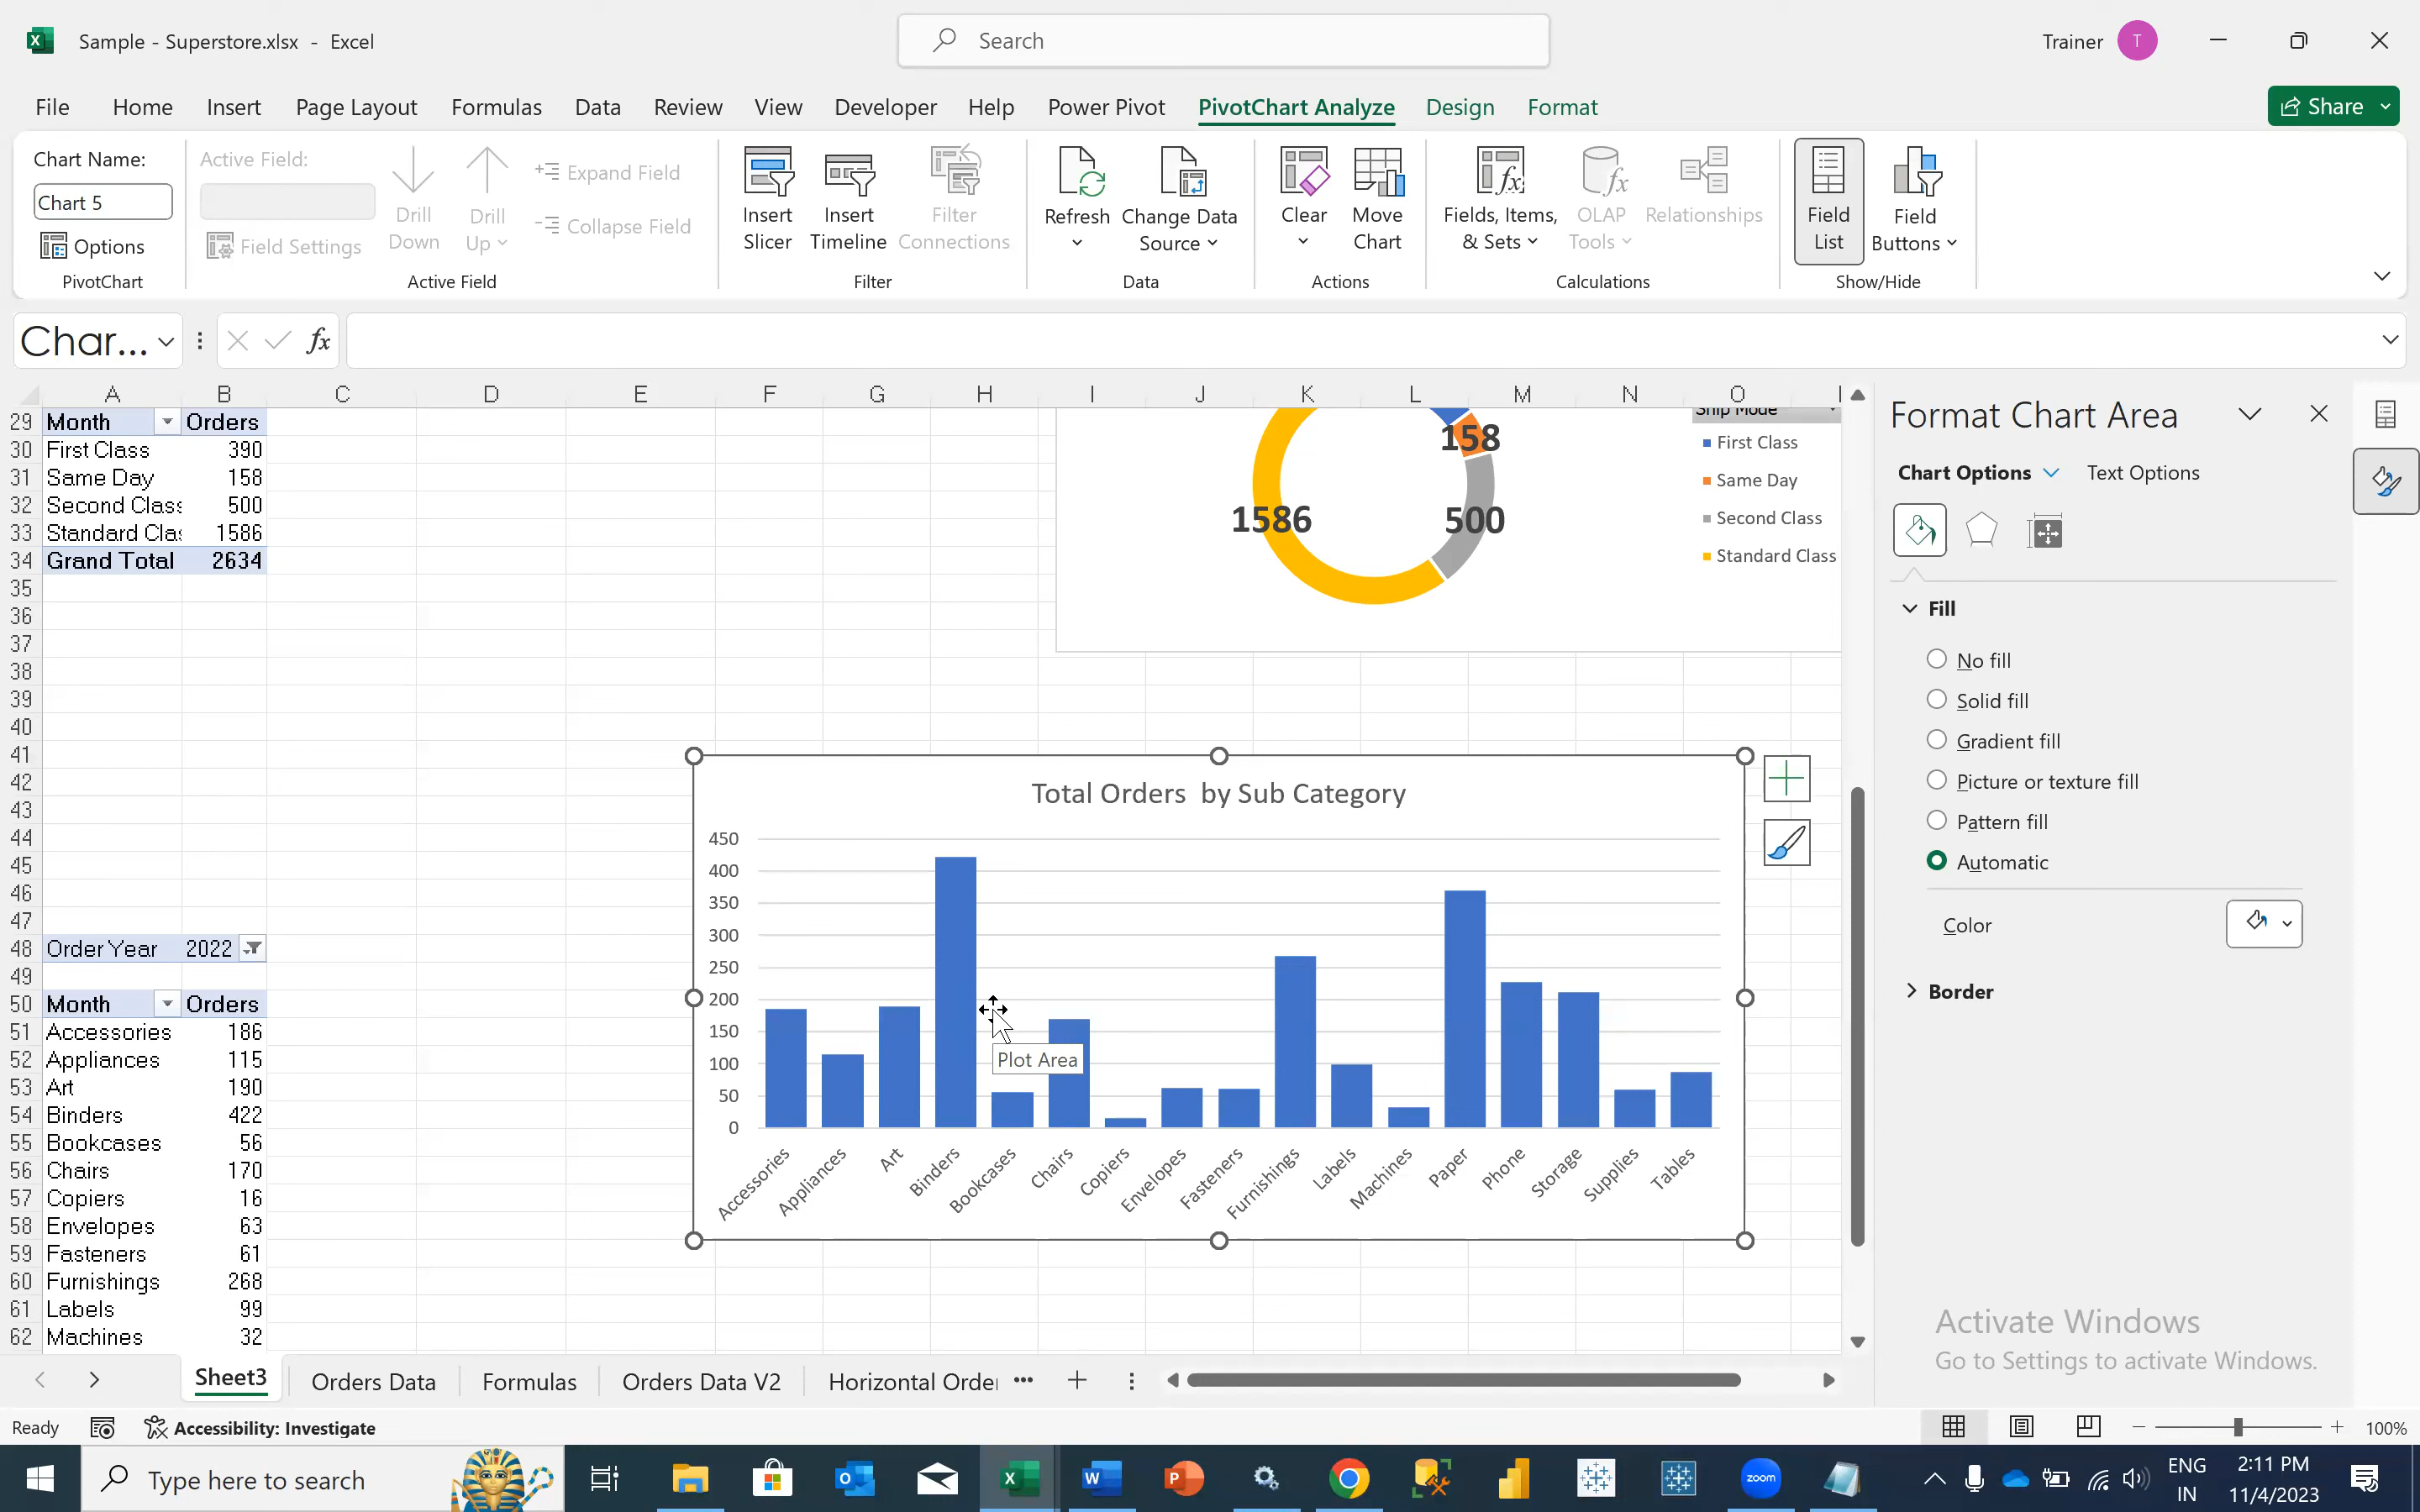 Sample - Superstore.xlsx - Excel
Search
Trainer
T
File Home Insert Page Layout Formulas Data Review View Developer Help Power Pivot PivotChart Analyze Design Format
Share
Chart Name:
Chart 5
Options
PivotChart
Active Field:
Field Settings
Drill Down
Drill Up
Expand Field
Collapse Field
Active Field
Insert Slicer
Insert Timeline
Filter Connections
Filter
Refresh
Change Data Source
Data
Clear
Move Chart
Actions
Fields, Items, & Sets
OLAP Tools
Relationships
Calculations
Field List
Field Buttons
Show/Hide
Char...
fx
A B C D E F G H I J K L M N O
29 Month Orders
30 First Class 390
31 Same Day 158
32 Second Class 500
33 Standard Clas 1586
34 Grand Total 2634
35
36
37
38
39
40
41
42
43
44
45
46
47
48 Order Year 2022
49
50 Month Orders
51 Accessories 186
52 Appliances 115
53 Art 190
54 Binders 422
55 Bookcases 56
56 Chairs 170
57 Copiers 16
58 Envelopes 63
59 Fasteners 61
60 Furnishings 268
61 Labels 99
62 Machines 32
158
1586
500
Ship Mode
First Class
Same Day
Second Class
Standard Class
Total Orders by Sub Category
450
400
350
300
250
200
150
100
50
0
Plot Area
Accessories Appliances Art Binders Bookcases Chairs Copiers Envelopes Fasteners Furnishings Labels Machines Paper Phone Storage Supplies Tables
Format Chart Area
Chart Options Text Options
Fill
No fill
Solid fill
Gradient fill
Picture or texture fill
Pattern fill
Automatic
Color
Border
Activate Windows
Go to Settings to activate Windows.
Sheet3 Orders Data Formulas Orders Data V2 Horizontal Order ...
Ready
Accessibility: Investigate
100%
Type here to search
zoom
ENG
IN
2:11 PM
11/4/2023